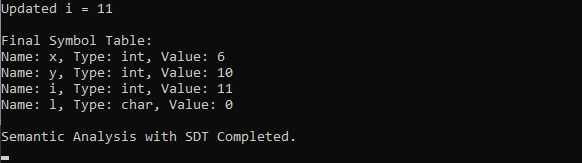 Updated i = 11
Final Symbol Table:
Name: x, Type: int, Value: 6
Name: y, Type: int, Value: 10
Name: i, Type: int, Value: 11
Name: l, Type: char, Value: 0
Semantic Analysis with SDT Completed.